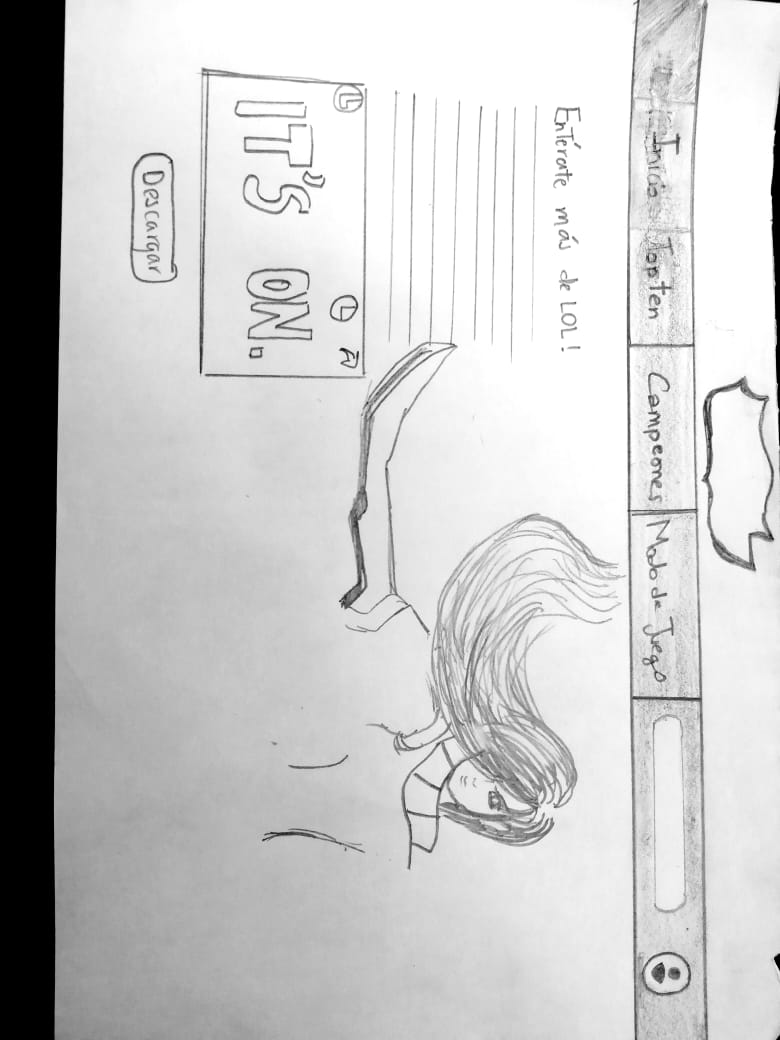 Inicio Top ten Campeones Modo de Juego
Entérate más de LOL!
IT'S ON.
Descargar